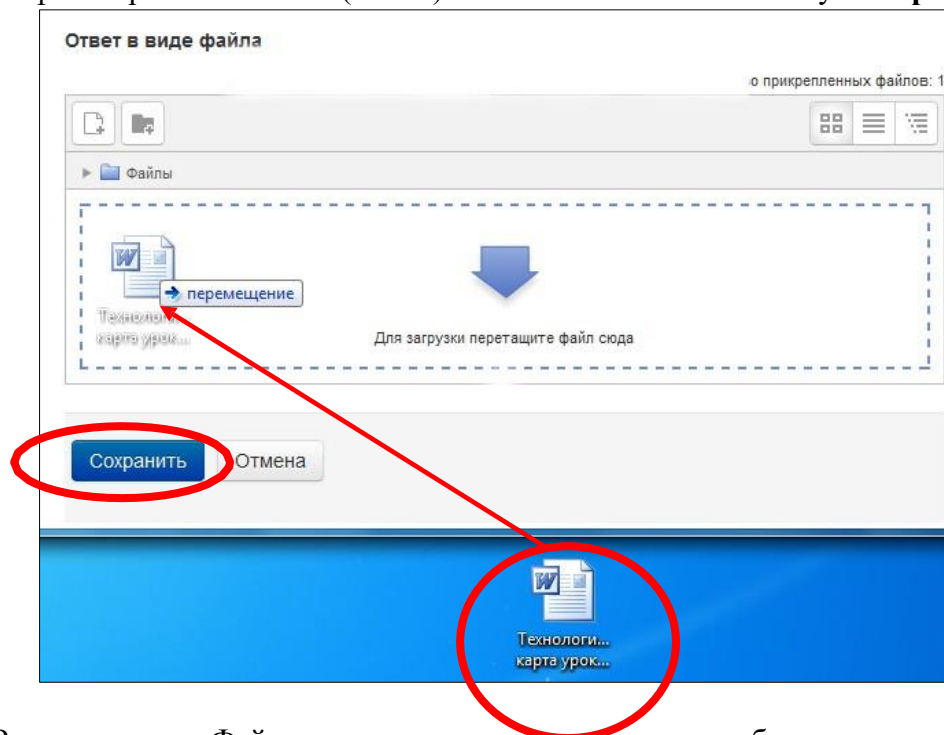 Ответ в виде файла
о прикрепленных файлов: 1
Файлы
перемещение
Технологи...
карта урок...
Для загрузки перетащите файл сюда
Сохранить
Отмена
Технологи...
карта урок...